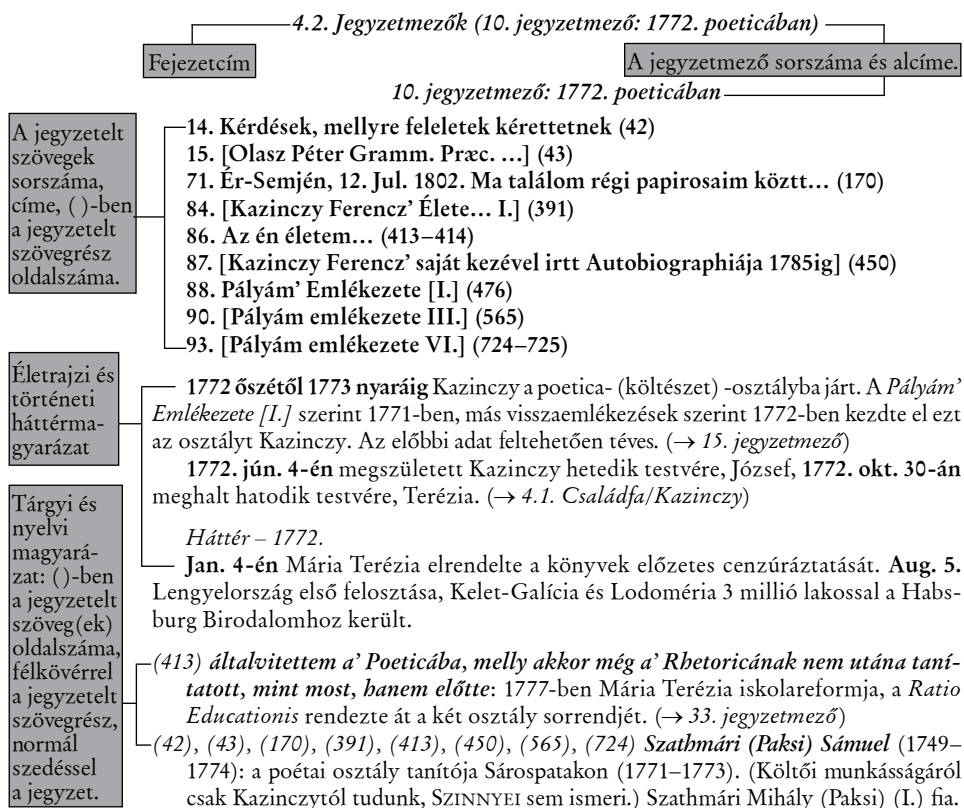 4.2. Jegyzetmezők (10. jegyzetmező: 1772. poeticában)
Fejezetcím
A jegyzetmező sorszáma és alcíme.
10. jegyzetmező: 1772. poeticában
A jegyzetelt
szövegek
sorszáma,
címe, ( )-ben
a jegyzetelt
szövegrész
oldalszáma.
14. Kérdések, mellyre feleletek kérettetnek (42)
15. [Olasz Péter Gramm. Præc. ...] (43)
71. Ér-Semjén, 12. Jul. 1802. Ma találom régi papirosaim köztt… (170)
84. [Kazinczy Ferencz’ Élete… I.] (391)
86. Az én életem… (413–414)
87. [Kazinczy Ferencz’ saját kezével irtt Autobiographiája 1785ig] (450)
88. Pályám’ Emlékezete [I.] (476)
90. [Pályám emlékezete III.] (565)
93. [Pályám emlékezete VI.] (724–725)
Életrajzi és
történeti
háttérma-
gyarázat
1772 őszétől 1773 nyaráig Kazinczy a poetica- (költészet) -osztályba járt. A Pályám’
Emlékezete [I.] szerint 1771-ben, más visszaemlékezések szerint 1772-ben kezdte el ezt
az osztályt Kazinczy. Az előbbi adat feltehetően téves. (→ 15. jegyzetmező)
1772. jún. 4-én megszületett Kazinczy hetedik testvére, József, 1772. okt. 30-án
meghalt hatodik testvére, Terézia. (→ 4.1. Családfa/Kazinczy)
Háttér – 1772.
Jan. 4-én Mária Terézia elrendelte a könyvek előzetes cenzúráztatását. Aug. 5.
Lengyelország első felosztása, Kelet-Galícia és Lodoméria 3 millió lakossal a Habs-
burg Birodalomhoz került.
Tárgyi és
nyelvi
magyará-
zat: ( )-ben
a jegyzetelt
szöveg(ek)
oldalszáma,
félkövérrel
a jegyzetelt
szövegrész,
normál
szedéssel
a jegyzet.
(413) általvitettem a’ Poeticába, melly akkor még a’ Rhetoricának nem utána taní-
tatott, mint most, hanem előtte: 1777-ben Mária Terézia iskolareformja, a Ratio
Educationis rendezte át a két osztály sorrendjét. (→ 33. jegyzetmező)
(42), (43), (170), (391), (413), (450), (565), (724) Szathmári (Paksi) Sámuel (1749–
1774): a poétai osztály tanítója Sárospatakon (1771–1773). (Költői munkásságáról
csak Kazinczytól tudunk, SZINNYEI sem ismeri.) Szathmári Mihály (Paksi) (I.) fia.